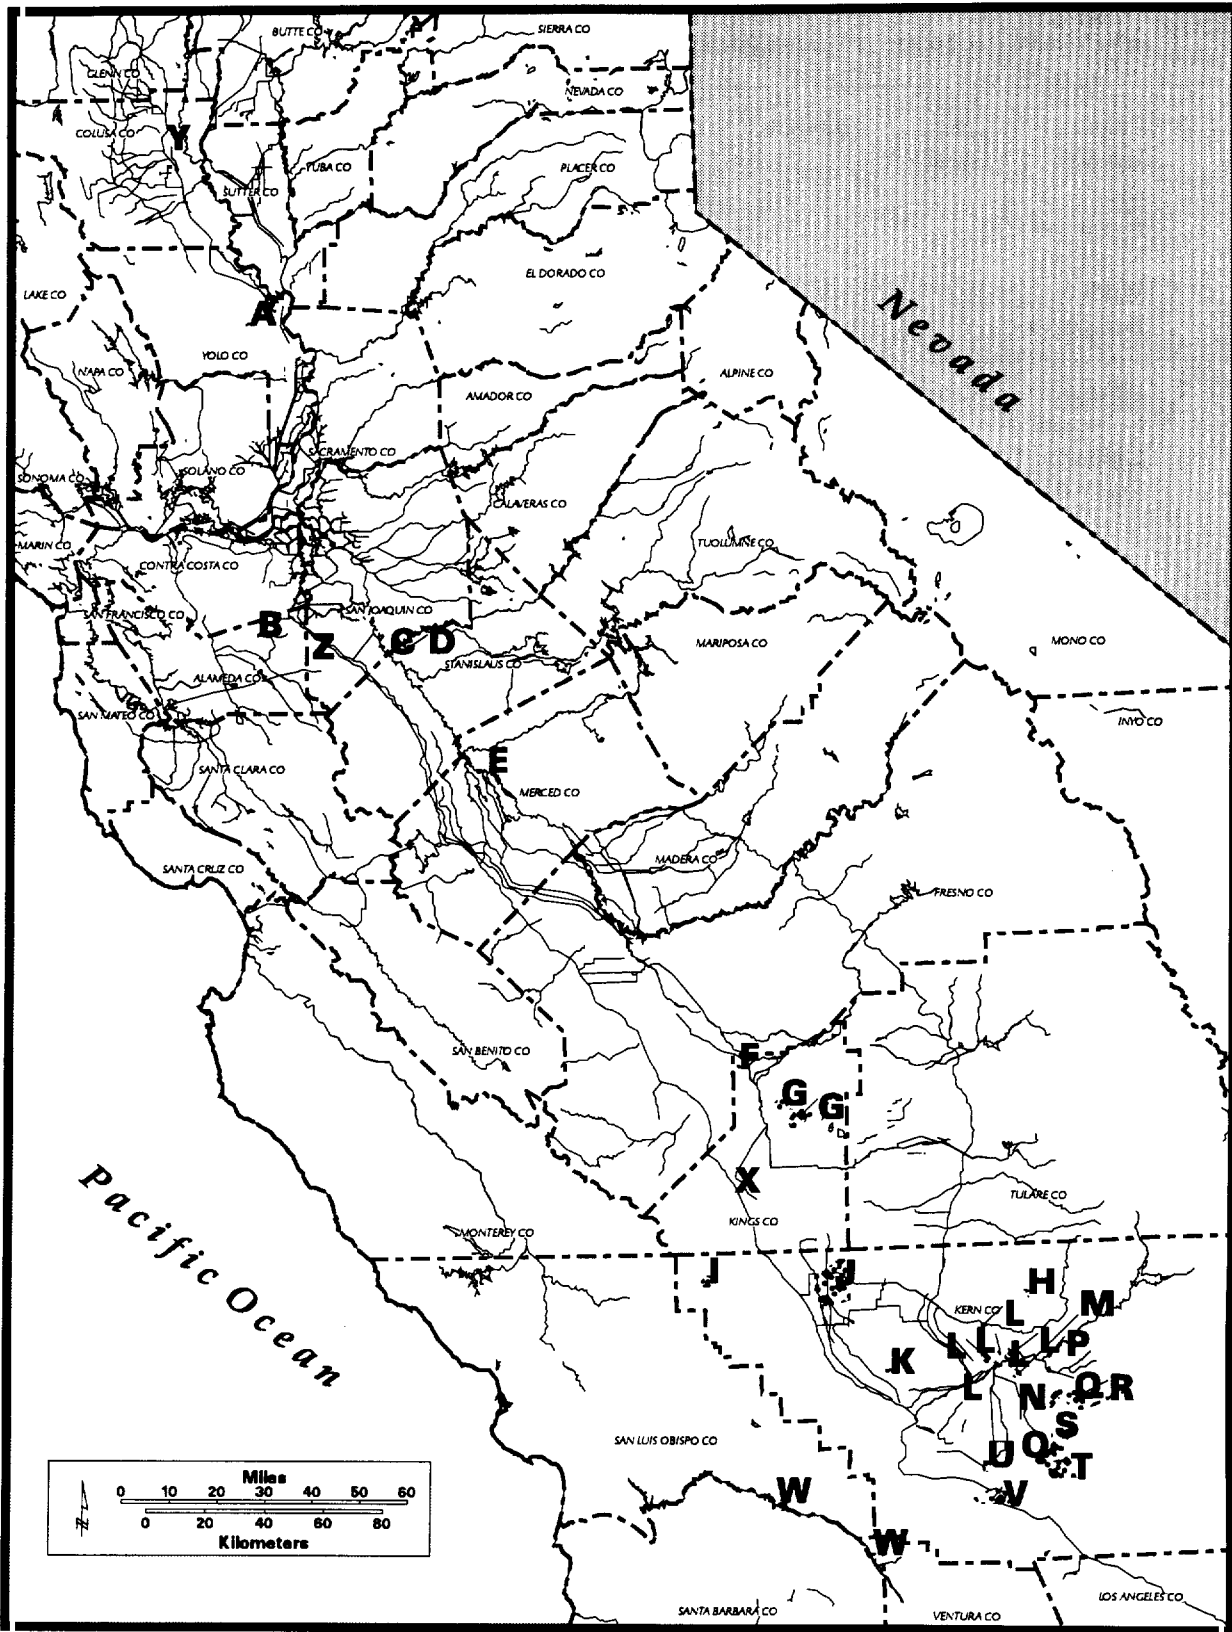 BUTTE CO
SIERRA CO
GLENN CO
NEVADA CO
COLUSA CO
Y
YUBA CO
PLACER CO
SUTTER CO
EL DORADO CO
LAKE CO
A
Nevada
YOLO CO
NAPA CO
ALPINE CO
AMADOR CO
SACRAMENTO CO
SONOMA CO
SOLANO CO
CALAVERAS CO
MARIN CO
TUOLUMNE CO
CONTRA COSTA CO
SAN FRANCISCO CO
SAN JOAQUIN CO
B
Z
C D
MARIPOSA CO
MONO CO
STANISLAUS CO
ALAMEDA CO
SAN MATEO CO
INYO CO
SANTA CLARA CO
E
MERCED CO
SANTA CRUZ CO
MADERA CO
FRESNO CO
SAN BENITO CO
F
G
G
X
TULARE CO
KINGS CO
Pacific Ocean
MONTEREY CO
I
J
H
KERN CO
L
M
L
L
L
L
P
K
L
N
Q
R
S
SAN LUIS OBISPO CO
U
O
T
W
V
Miles
0 10 20 30 40 50 60
0 20 40 60 80
Kilometers
W
SANTA BARBARA CO
VENTURA CO
LOS ANGELES CO